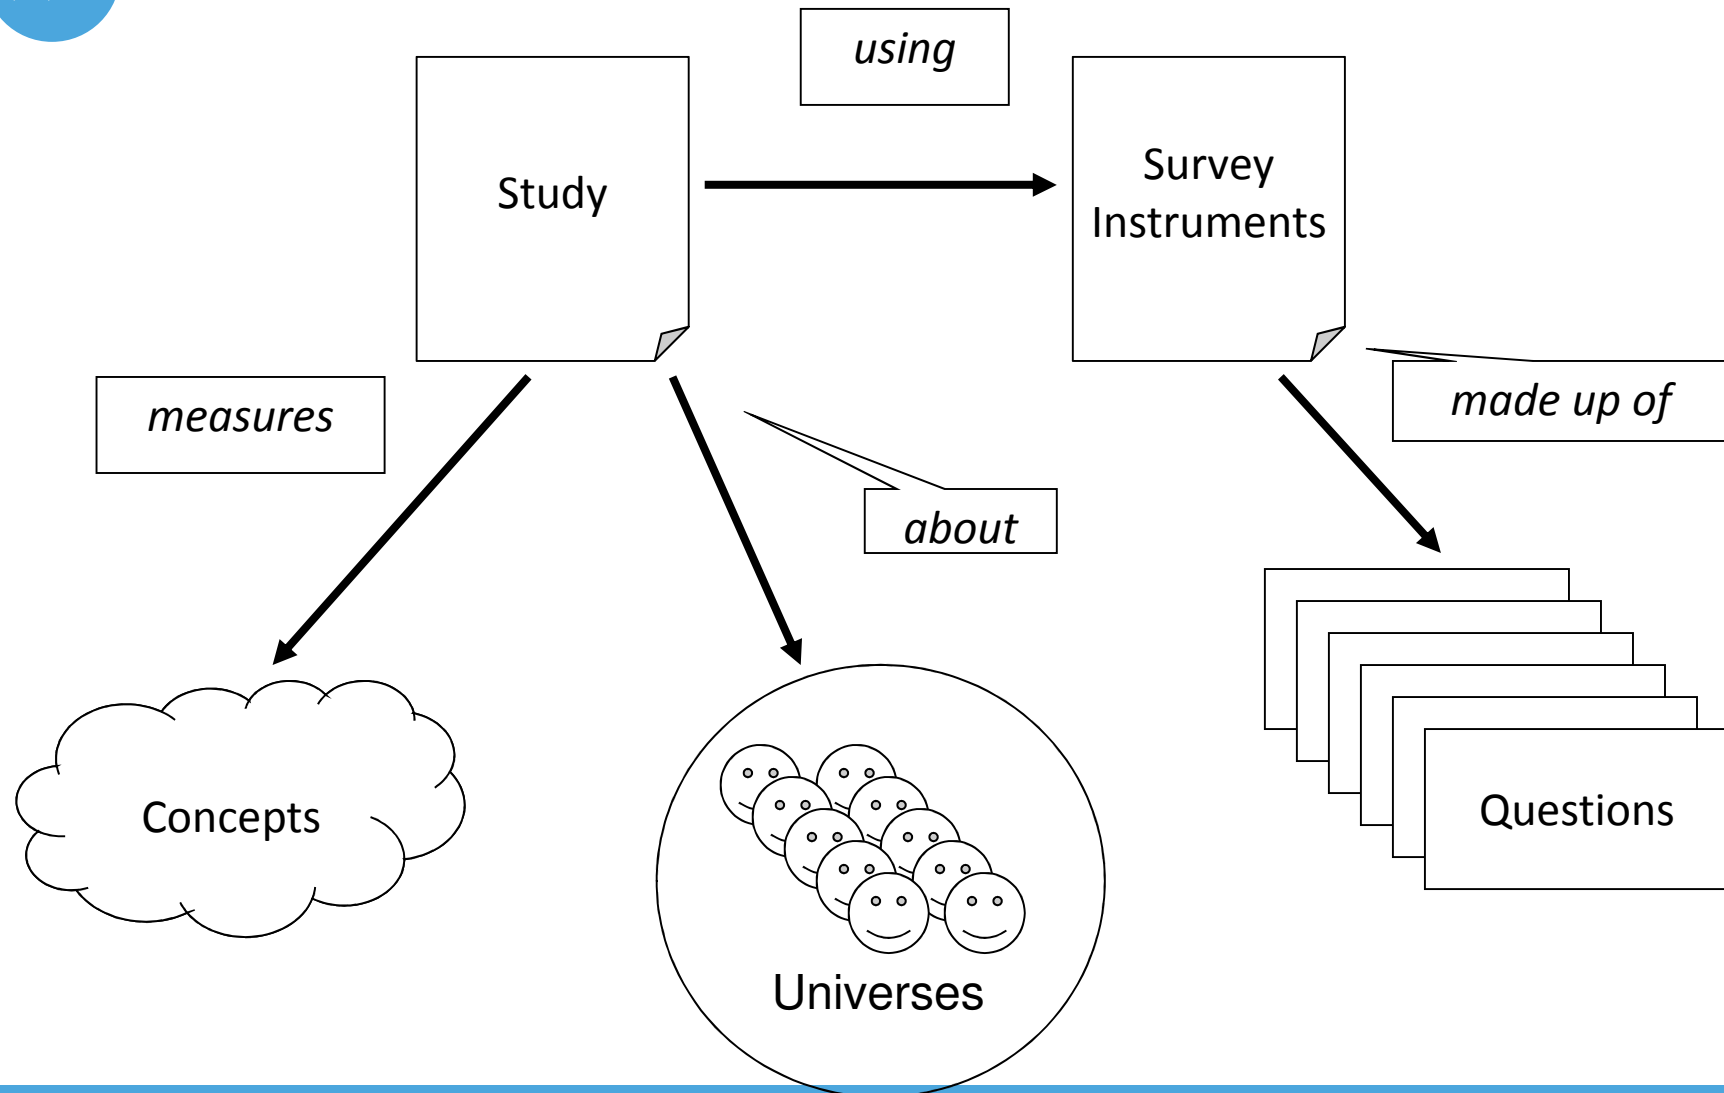 using
Study
Survey
Instruments
measures
made up of
about
Concepts
Universes
Questions